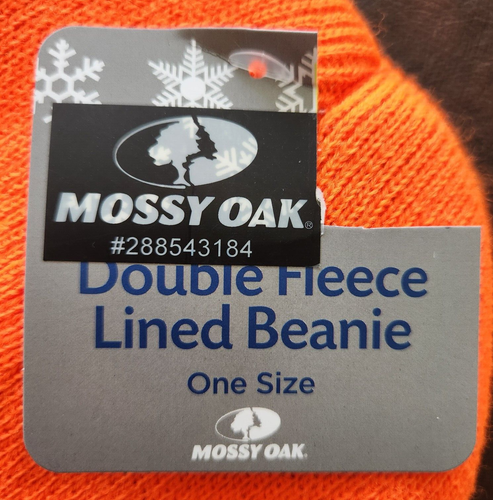 MOSSY OAK®
#288543184
Double Fleece
Lined Beanie
One Size
MOSSY OAK®